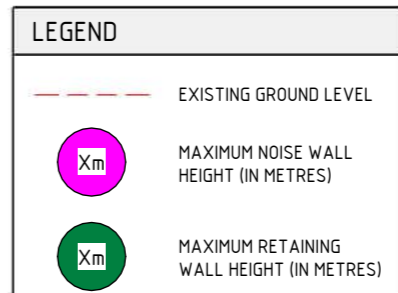 LEGEND
EXISTING GROUND LEVEL
Xm
MAXIMUM NOISE WALL
HEIGHT (IN METRES)
Xm
MAXIMUM RETAINING
WALL HEIGHT (IN METRES)